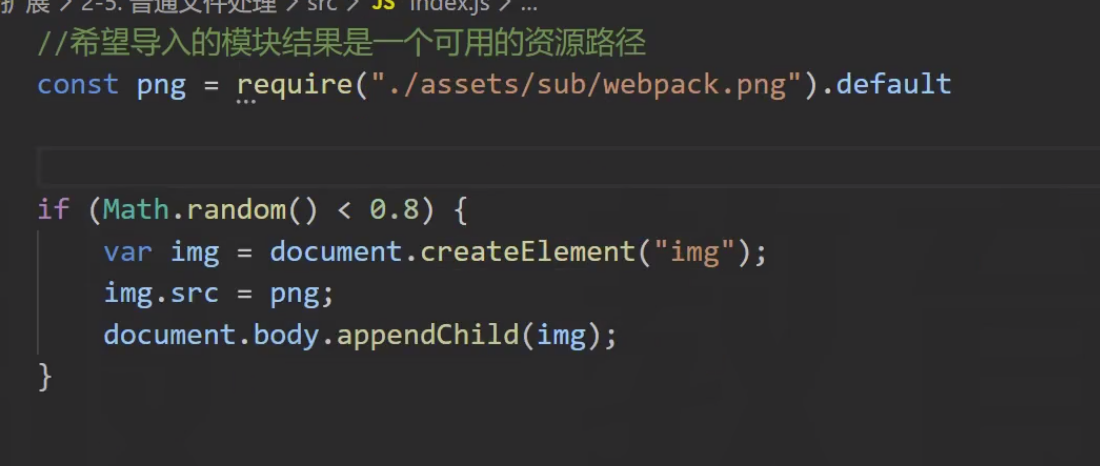 扩展 > 2-5. 普通文件处理 > src > JS index.js > ...
//希望导入的模块结果是一个可用的资源路径
const png = require("./assets/sub/webpack.png").default
if (Math.random() < 0.8) {
    var img = document.createElement("img");
    img.src = png;
    document.body.appendChild(img);
}